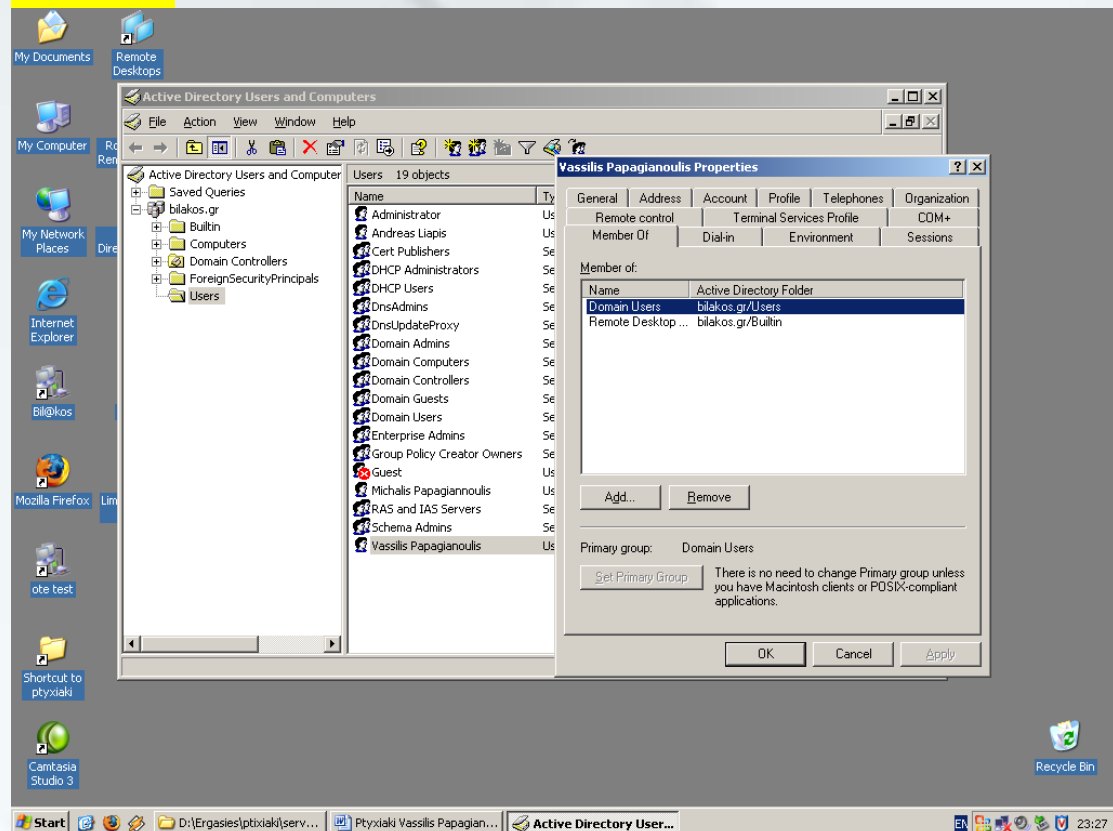 My Documents
Remote
Desktops
My Computer
My Network
Places
Internet
Explorer
Bil@kos
Mozilla Firefox
ote test
Shortcut to
ptyxiaki
Camtasia
Studio 3
Recycle Bin
Active Directory Users and Computers
File Action View Window Help
Active Directory Users and Computer
Saved Queries
bilakos.gr
Builtin
Computers
Domain Controllers
ForeignSecurityPrincipals
Users
Users 19 objects
Name
Administrator
Andreas Liapis
Cert Publishers
DHCP Administrators
DHCP Users
DnsAdmins
DnsUpdateProxy
Domain Admins
Domain Computers
Domain Controllers
Domain Guests
Domain Users
Enterprise Admins
Group Policy Creator Owners
Guest
Michalis Papagiannoulis
RAS and IAS Servers
Schema Admins
Vassilis Papagianoulis
Vassilis Papagianoulis Properties
General Address Account Profile Telephones Organization
Remote control Terminal Services Profile COM+
Member Of Dial-in Environment Sessions
Member of:
Name Active Directory Folder
Domain Users bilakos.gr/Users
Remote Desktop ... bilakos.gr/Builtin
Add... Remove
Primary group: Domain Users
Set Primary Group
There is no need to change Primary group unless
you have Macintosh clients or POSIX-compliant
applications.
OK Cancel Apply
Start D:\Ergasies\ptixiaki\serv... Ptyxiaki Vassilis Papagian... Active Directory User... EN 23:27